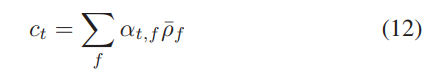 c_t = \sum_f \alpha_{t,f} \bar{\rho}_f (12)